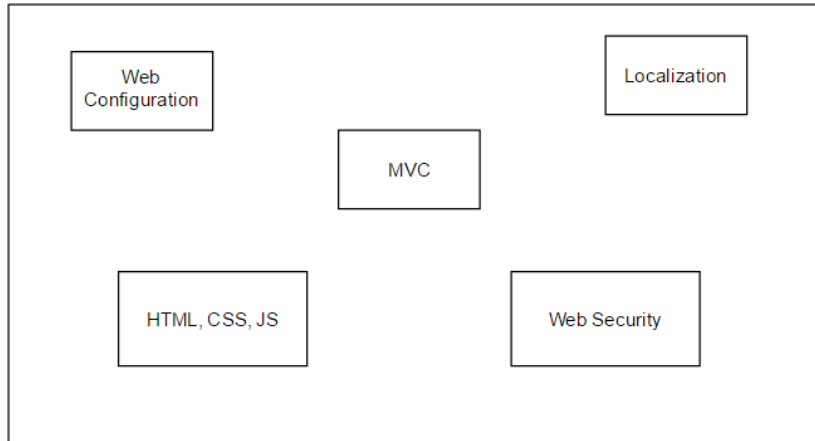 Web
Configuration
Localization
MVC
HTML, CSS, JS
Web Security